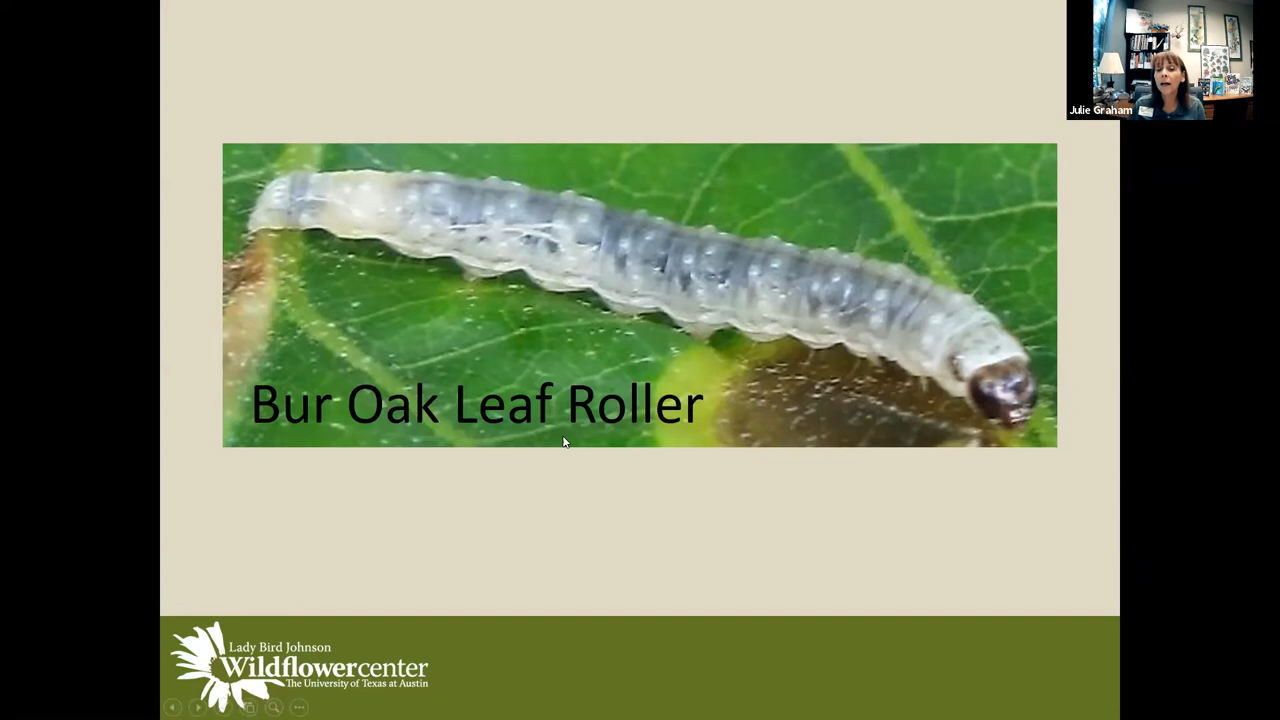 Julie Graham
Bur Oak Leaf Roller
Lady Bird Johnson
Wildflowercenter
The University of Texas at Austin